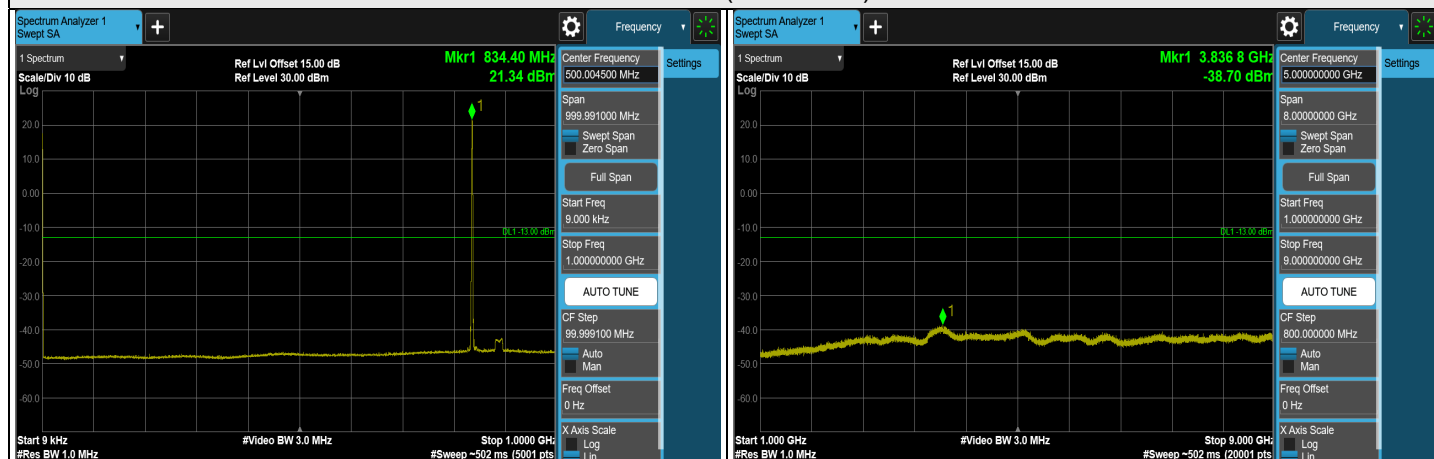 Spectrum Analyzer 1
Swept SA
+
Frequency
1 Spectrum
Ref Lvl Offset 15.00 dB
Mkr1 834.40 MHz
Scale/Div 10 dB
Ref Level 30.00 dBm
21.34 dBm
Log
1
20.0
10.0
0.00
-10.0
DL1 -13.00 dBm
-20.0
-30.0
-40.0
-50.0
-60.0
Start 9 kHz
#Video BW 3.0 MHz
Stop 1.0000 GHz
#Res BW 1.0 MHz
#Sweep ~502 ms (5001 pts
Center Frequency
500.004500 MHz
Settings
Span
999.991000 MHz
Swept Span
Zero Span
Full Span
Start Freq
9.000 kHz
Stop Freq
1.000000000 GHz
AUTO TUNE
CF Step
99.999100 MHz
Auto
Man
Freq Offset
0 Hz
X Axis Scale
Log
Lin
Spectrum Analyzer 1
Swept SA
+
Frequency
1 Spectrum
Ref Lvl Offset 15.00 dB
Mkr1 3.836 8 GHz
Scale/Div 10 dB
Ref Level 30.00 dBm
-38.70 dBm
Log
20.0
10.0
0.00
-10.0
DL1 -13.00 dBm
-20.0
-30.0
1
-40.0
-50.0
-60.0
Start 1.000 GHz
#Video BW 3.0 MHz
Stop 9.000 GHz
#Res BW 1.0 MHz
#Sweep ~502 ms (20001 pts
Center Frequency
5.000000000 GHz
Settings
Span
8.00000000 GHz
Swept Span
Zero Span
Full Span
Start Freq
1.000000000 GHz
Stop Freq
9.000000000 GHz
AUTO TUNE
CF Step
800.000000 MHz
Auto
Man
Freq Offset
0 Hz
X Axis Scale
Log
Lin